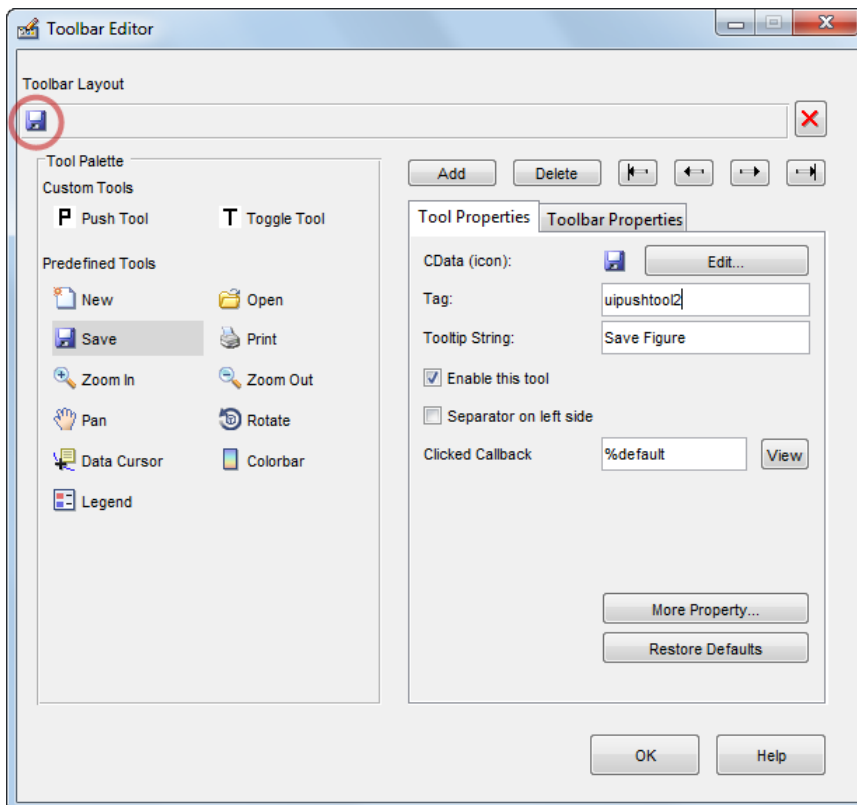 Toolbar Editor
Toolbar Layout
Tool Palette
Custom Tools
P Push Tool
T Toggle Tool
Predefined Tools
New
Open
Save
Print
Zoom In
Zoom Out
Pan
Rotate
Data Cursor
Colorbar
Legend
Add
Delete
Tool Properties
Toolbar Properties
CData (icon):
Edit...
Tag:
uipushtool2
Tooltip String:
Save Figure
Enable this tool
Separator on left side
Clicked Callback
%default
View
More Property...
Restore Defaults
OK
Help